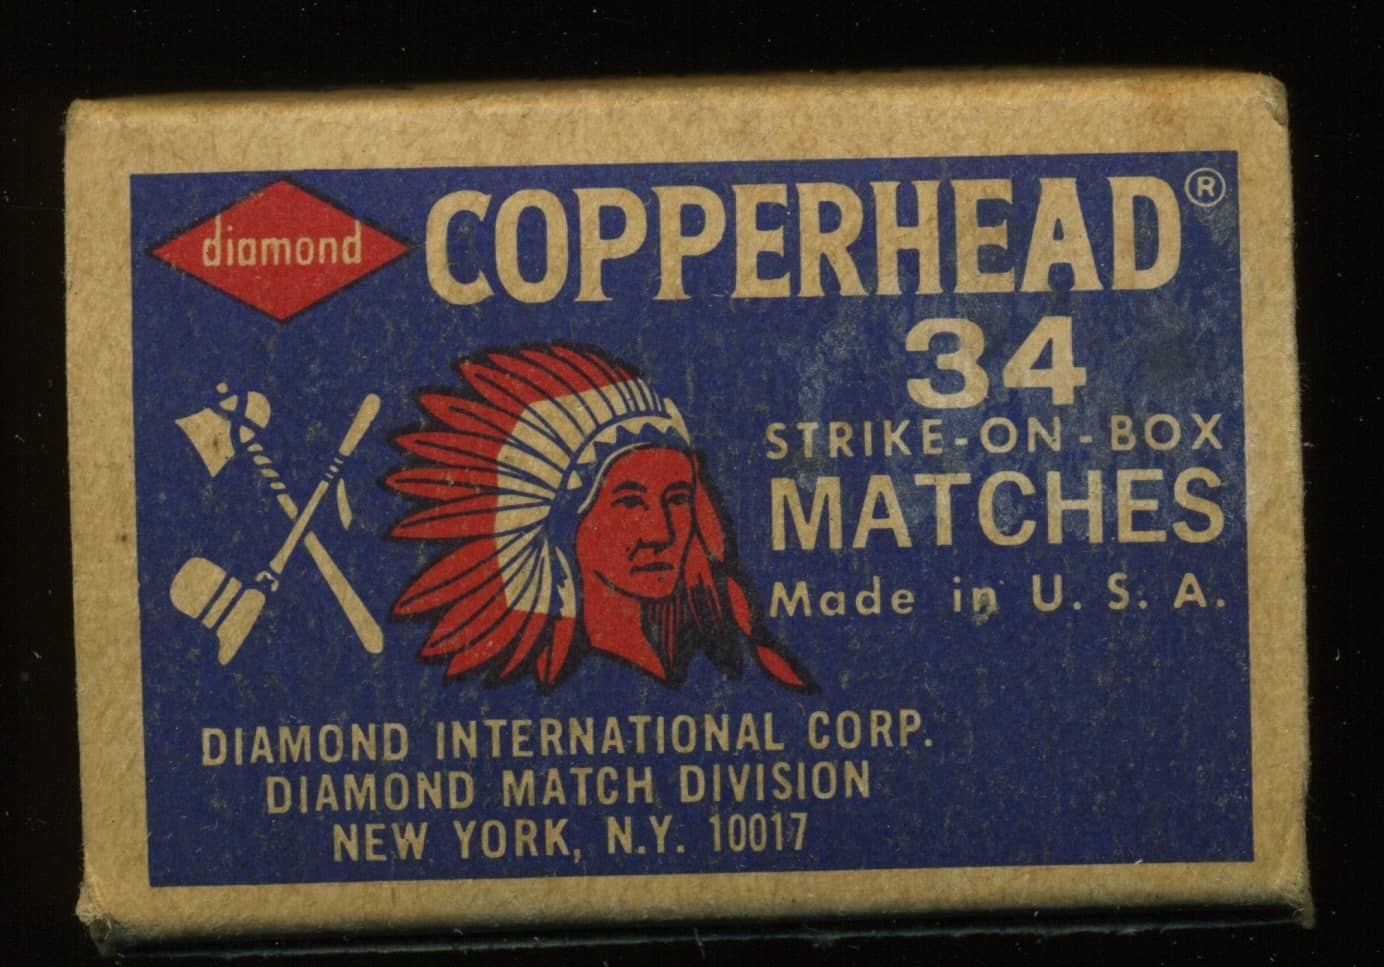 diamond
COPPERHEAD®
34
STRIKE-ON-BOX
MATCHES
Made in U. S. A.
DIAMOND INTERNATIONAL CORP.
DIAMOND MATCH DIVISION
NEW YORK, N.Y. 10017